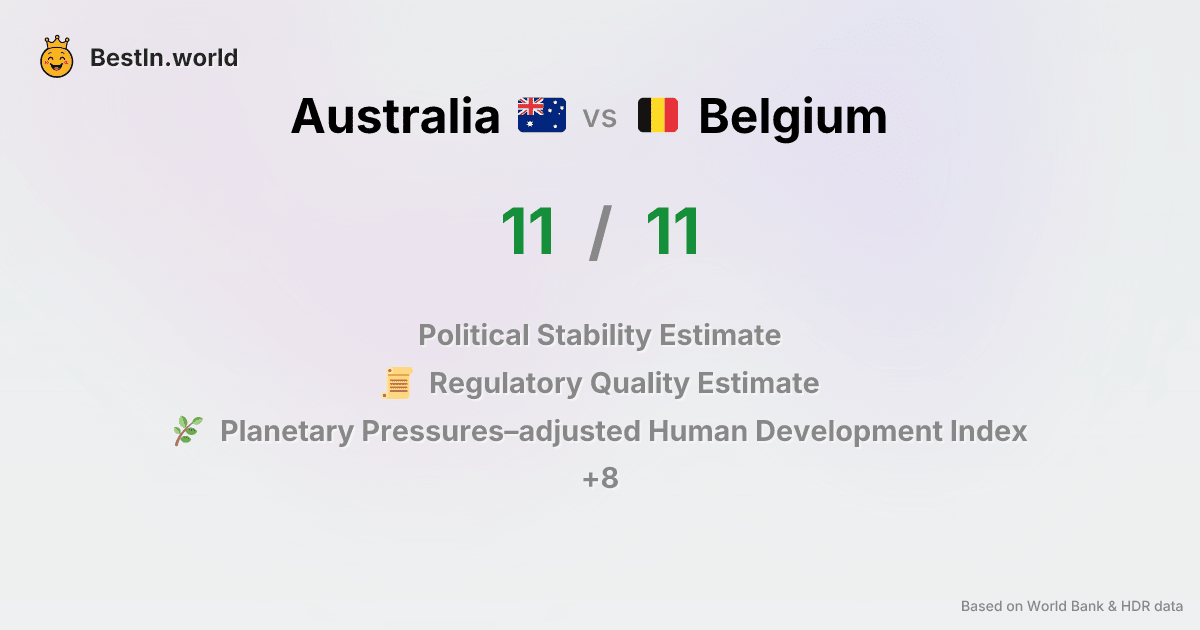 BestIn.world
Australia vs Belgium
11 / 11
Political Stability Estimate
Regulatory Quality Estimate
Planetary Pressures–adjusted Human Development Index
+8
Based on World Bank & HDR data